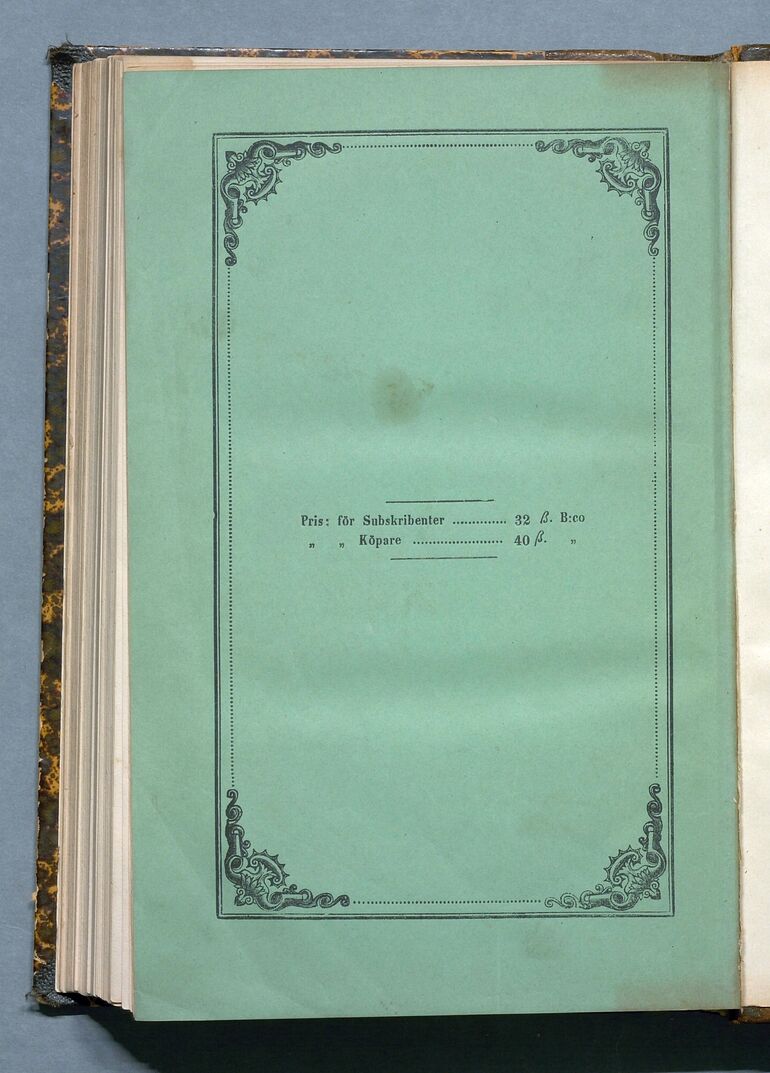 Pris: för Subskribenter .............. 32 ß. B:co
„ „ Köpare ....................... 40 ß. „